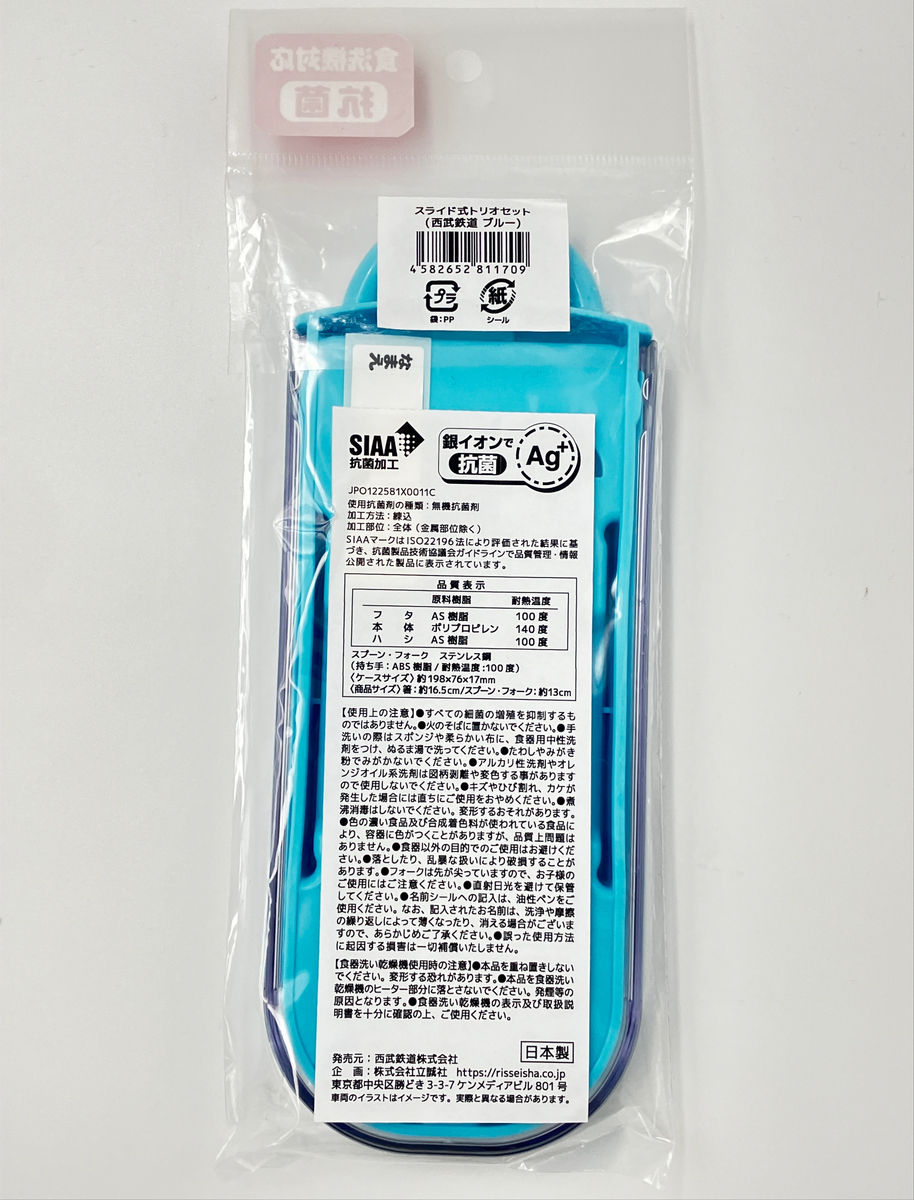 食洗機対応
抗菌
スライド式トリオセット
(西武鉄道 ブルー)
4 582652 811709
プラ
紙
袋:PP
シール
なまえ
SIAA
抗菌加工
銀イオンで
抗菌
Ag+
JP0122581X0011C
使用抗菌剤の種類:無機抗菌剤
加工方法:練込
加工部位:全体(金属部位除く)
SIAAマークはISO22196法により評価された結果に基
づき、抗菌製品技術協議会ガイドラインで品質管理・情報
公開された製品に表示されています。
品質表示
原料樹脂 耐熱温度
フタ AS樹脂 100度
本体 ポリプロピレン 140度
ハシ AS樹脂 100度
スプーン・フォーク ステンレス鋼
(持ち手:ABS樹脂/耐熱温度:100度)
〈ケースサイズ〉約198×76×17mm
〈商品サイズ〉箸:約16.5cm/スプーン・フォーク:約13cm
【使用上の注意】●すべての細菌の増殖を抑制するも
のではありません。●火のそばに置かないでください。●手
洗いの際はスポンジや柔らかい布に、食器用中性洗
剤をつけ、ぬるま湯で洗ってください。●たわしやみがき
粉でみがかないでください。●アルカリ性洗剤やオレ
ンジオイル系洗剤は図柄剥離や変色する事があります
ので使用しないでください。●キズやひび割れ、カケが
発生した場合には直ちにご使用をおやめください。●煮
沸消毒はしないでください。変形するおそれがあります。
●色の濃い食品及び合成着色料が使われている食品に
より、容器に色がつくことがありますが、品質上問題は
ありません。●食器以外の目的でのご使用はお避けくだ
さい。●落としたり、乱暴な扱いにより破損することが
あります。●フォークは先が尖っていますので、お子様の
ご使用にはご注意ください。●直射日光を避けて保管
してください。●名前シールへの記入は、油性ペンをご
使用ください。なお、記入されたお名前は、洗浄や摩擦
の繰り返しによって薄くなったり、消える場合がございま
すので、あらかじめご了承ください。●誤った使用方法
に起因する損害は一切補償いたしません。
【食器洗い乾燥機使用時の注意】●本品を重ね置きしない
でください。変形する恐れがあります。●本品を食器洗い
乾燥機のヒーター部分に落とさないでください。発煙等の
原因となります。●食器洗い乾燥機の表示及び取扱説
明書を十分に確認の上、ご使用ください。
日本製
発売元:西武鉄道株式会社
企 画:株式会社立誠社 https://risseisha.co.jp
東京都中央区勝どき3-3-7ケンメディアビル801号
車両のイラストはイメージです。実際と異なる場合があります。